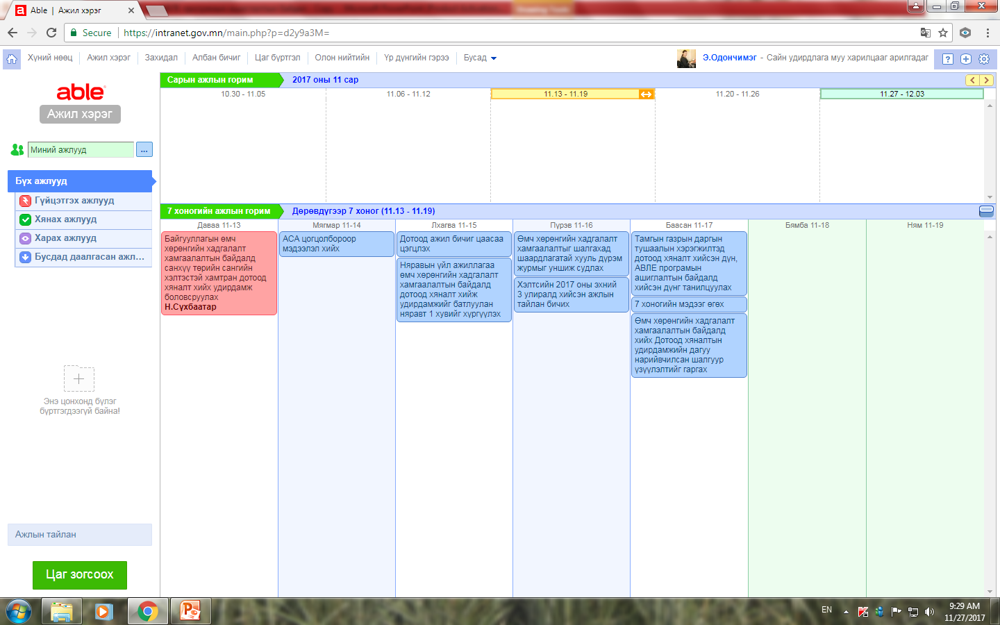 Able | Ажил хэрэг
Secure https://intranet.gov.mn/main.php?p=d2y9a3M=
Хүний нөөц Ажил хэрэг Захидал Албан бичиг Цаг бүртгэл Олон нийтийн Үр дүнгийн гэрээ Бусад
Э.Одончимэг - Сайн удирдлага муу харилцааг арилгадаг
able
Ажил хэрэг
Миний ажлууд
...
Бүх ажлууд
Гүйцэтгэх ажлууд
Хянах ажлууд
Харах ажлууд
Бусдад даалгасан ажл...
Энэ цонхонд бүлэг
бүртгэгдээгүй байна!
Ажлын тайлан
Цаг зогсоох
Сарын ажлын горим 2017 оны 11 сар
10.30 - 11.05 11.06 - 11.12 11.13 - 11.19 11.20 - 11.26 11.27 - 12.03
7 хоногийн ажлын горим Дөрөвдүгээр 7 хоног (11.13 - 11.19)
Даваа 11-13
Байгууллагын өмч
хөрөнгийн хадгалалт
хамгаалалтын байдалд
санхүү төрийн сангийн
хэлтэстэй хамтран дотоод
хяналт хийх удирдамж
боловсруулах
Н.Сүхбаатар
Мягмар 11-14
АСА цогцолбороор
мэдээлэл хийх
Лхагва 11-15
Дотоод ажил бичиг цаасаа
цэгцлэх
Няравын үйл ажиллагаа
өмч хөрөнгийн хадгалалт
хамгаалалтын байдалд
дотоод хяналт хийж
удирдамжийг батлуулан
няравт 1 хувийг хүргүүлэх
Пүрэв 11-16
Өмч хөрөнгийн хадгалалт
хамгаалалтыг шалгахад
шаардлагатай хууль дүрэм
журмыг уншиж судлах
Хэлтсийн 2017 оны эхний
3 улиралд хийсэн ажлын
тайлан бичих
Баасан 11-17
Тамгын газрын даргын
тушаалын хэрэгжилтэд
дотоод хяналт хийсэн дүн,
АВЛЕ програмын
ашиглалтын байдалд
хийсэн дүнг танилцуулах
7 хоногийн мэдээг өгөх
Өмч хөрөнгийн хадгалалт
хамгаалалтын байдалд
хийх Дотоод хяналтын
удирдамжийн дагуу
нарийвчилсан шалгуур
үзүүлэлтийг гаргах
Бямба 11-18
Ням 11-19
EN
9:29 AM
11/27/2017